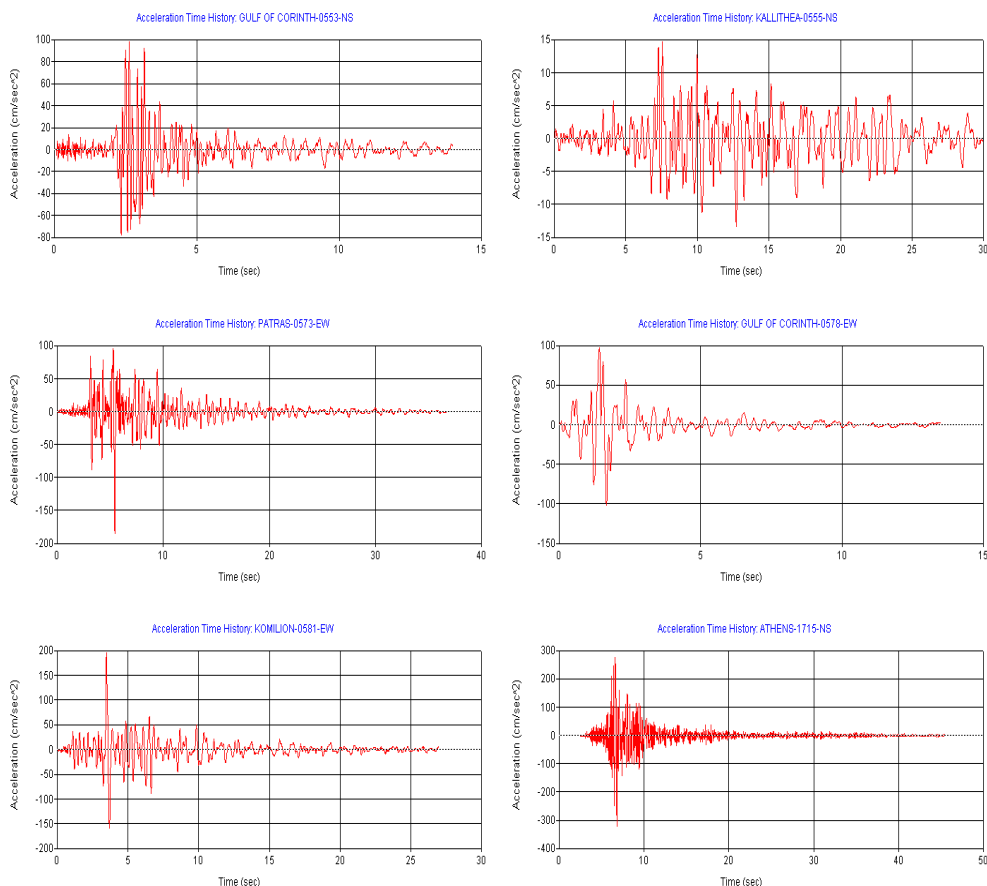 Acceleration Time History: GULF OF CORINTH-0553-NS
Acceleration (cm/sec^2)
100
80
60
40
20
0
-20
-40
-60
-80
0 5 10 15
Time (sec)
Acceleration Time History: KALLITHEA-0555-NS
Acceleration (cm/sec^2)
15
10
5
0
-5
-10
-15
0 5 10 15 20 25 30
Time (sec)
Acceleration Time History: PATRAS-0573-EW
Acceleration (cm/sec^2)
100
50
0
-50
-100
-150
-200
0 10 20 30 40
Time (sec)
Acceleration Time History: GULF OF CORINTH-0578-EW
Acceleration (cm/sec^2)
100
50
0
-50
-100
-150
0 5 10 15
Time (sec)
Acceleration Time History: KOMILION-0581-EW
Acceleration (cm/sec^2)
200
150
100
50
0
-50
-100
-150
-200
0 5 10 15 20 25 30
Time (sec)
Acceleration Time History: ATHENS-1715-NS
Acceleration (cm/sec^2)
300
200
100
0
-100
-200
-300
-400
0 10 20 30 40 50
Time (sec)